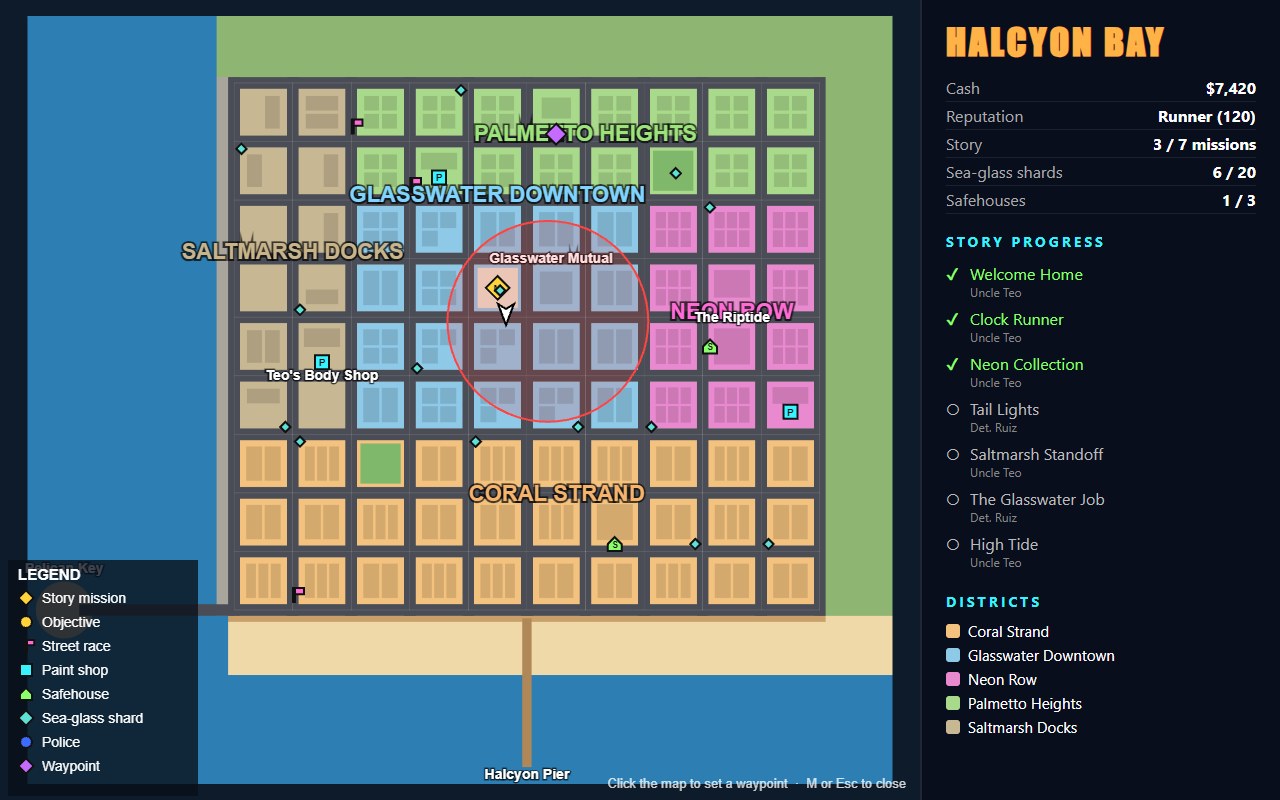 HALCYON BAY
Cash $7,420
Reputation Runner (120)
Story 3 / 7 missions
Sea-glass shards 6 / 20
Safehouses 1 / 3
STORY PROGRESS
✓ Welcome Home
Uncle Teo
✓ Clock Runner
Uncle Teo
✓ Neon Collection
Uncle Teo
Tail Lights
Det. Ruiz
Saltmarsh Standoff
Uncle Teo
The Glasswater Job
Det. Ruiz
High Tide
Uncle Teo
DISTRICTS
Coral Strand
Glasswater Downtown
Neon Row
Palmetto Heights
Saltmarsh Docks
PALMETTO HEIGHTS
P
GLASSWATER DOWNTOWN
SALTMARSH DOCKS
Glasswater Mutual
NEON ROW
The Riptide
S
P
Teo's Body Shop
P
CORAL STRAND
S
Pelican Key
LEGEND
Story mission
Objective
Street race
Paint shop
Safehouse
Sea-glass shard
Police
Waypoint
Halcyon Pier
Click the map to set a waypoint · M or Esc to close